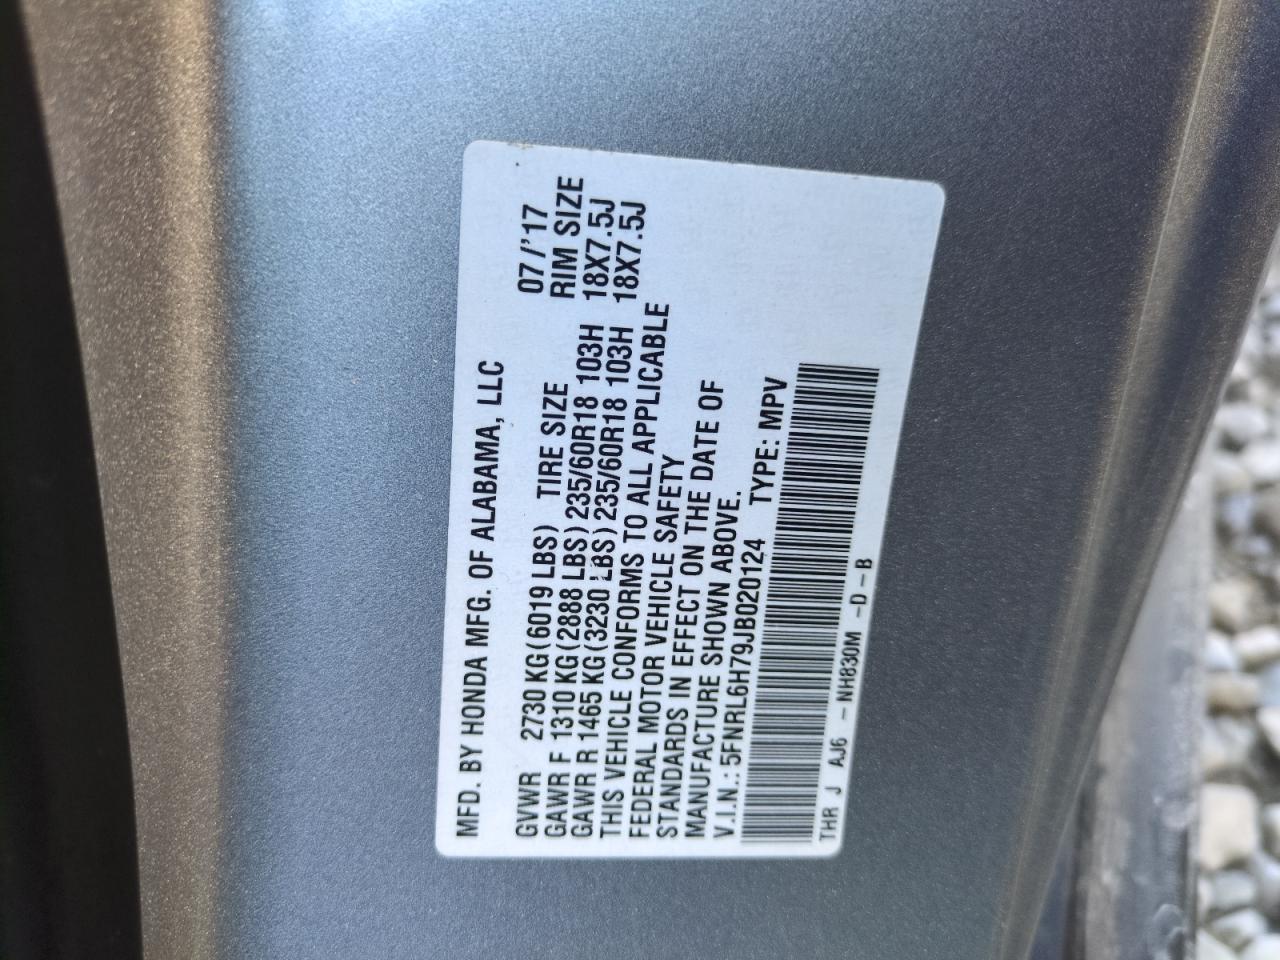 MFD. BY HONDA MFG. OF ALABAMA, LLC
07/'17
GVWR 2730 KG(6019 LBS) TIRE SIZE RIM SIZE
GAWR F 1310 KG(2888 LBS) 235/60R18 103H 18X7.5J
GAWR R 1465 KG(3230 LBS) 235/60R18 103H 18X7.5J
THIS VEHICLE CONFORMS TO ALL APPLICABLE
FEDERAL MOTOR VEHICLE SAFETY
STANDARDS IN EFFECT ON THE DATE OF
MANUFACTURE SHOWN ABOVE.
V.I.N.: 5FNRL6H79JB020124 TYPE: MPV
THR J AJ6 - NH830M -D-B